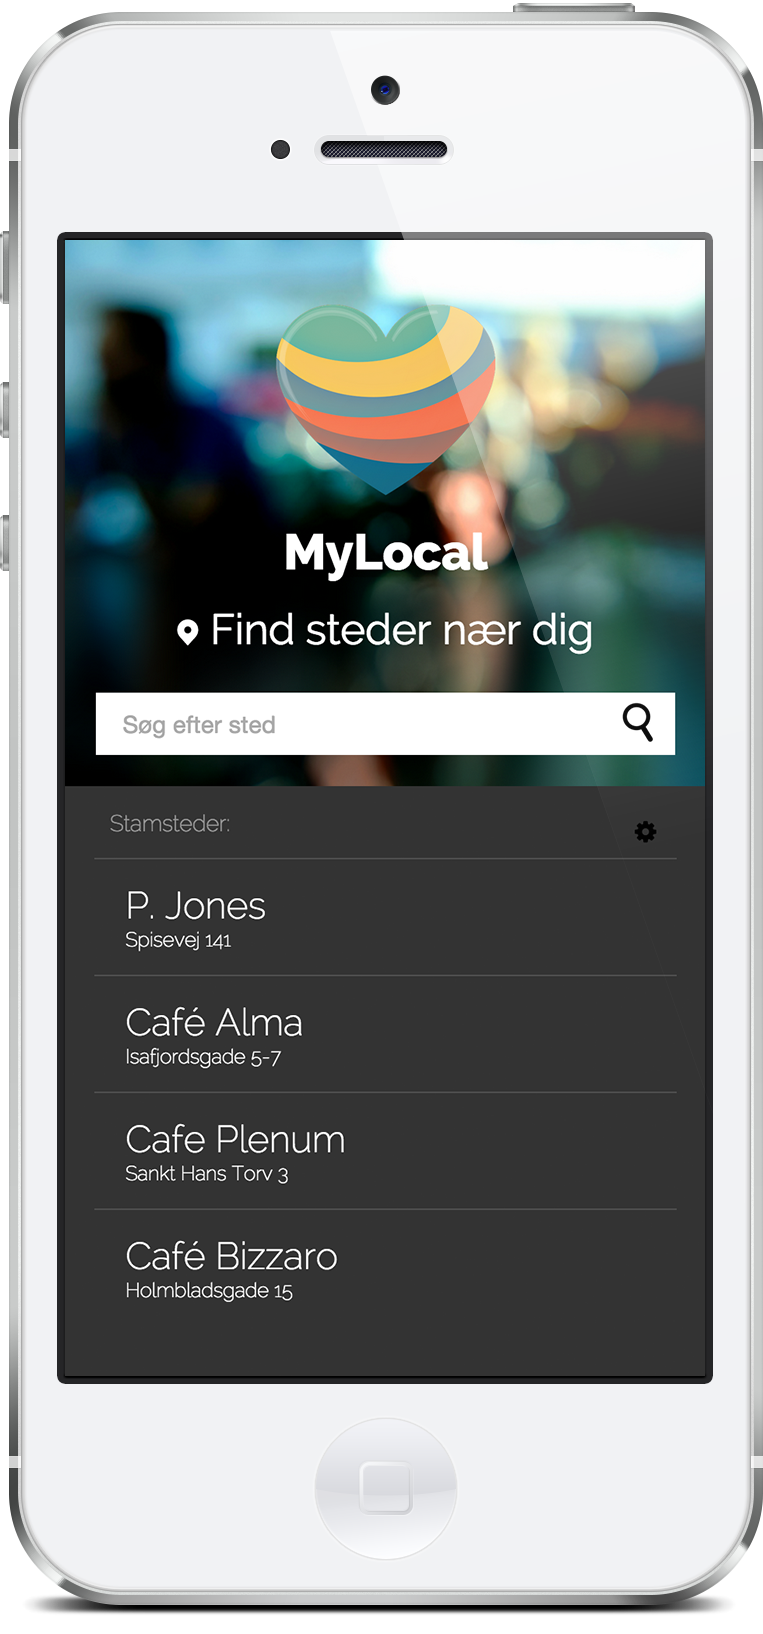 MyLocal
Find steder nær dig
Søg efter sted
Stamsteder:
P. Jones
Spisevej 141
Café Alma
Isafjordsgade 5-7
Cafe Plenum
Sankt Hans Torv 3
Café Bizzaro
Holmbladsgade 15